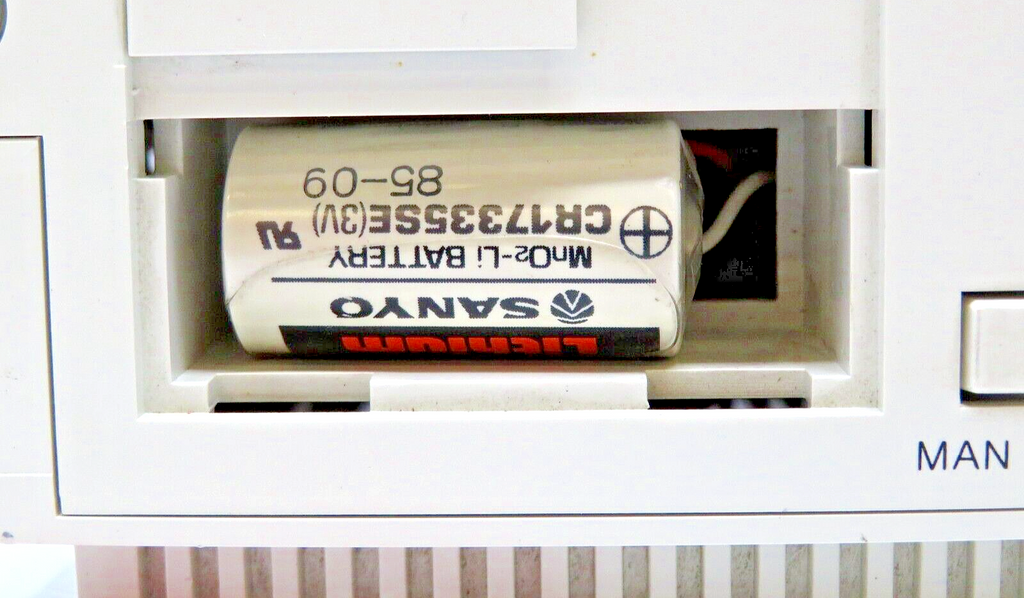 Lithium
SANYO
MnO2-Li BATTERY
CR17335SE(3V)
85-09
MAN